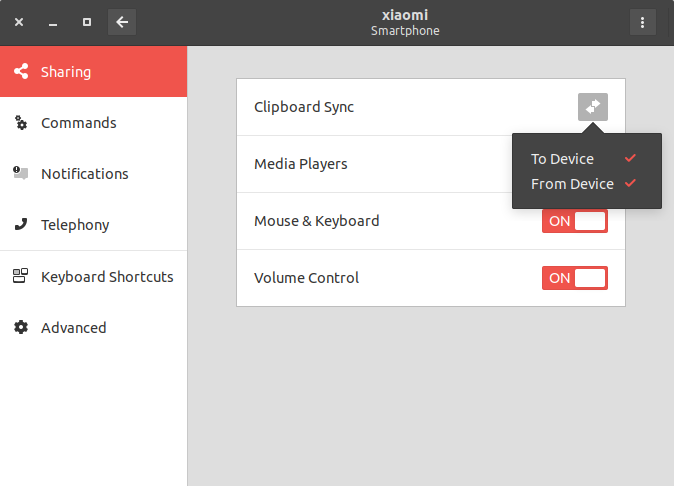 xiaomi
Smartphone
Sharing
Commands
Notifications
Telephony
Keyboard Shortcuts
Advanced
Clipboard Sync
To Device
From Device
Media Players
Mouse & Keyboard ON
Volume Control ON